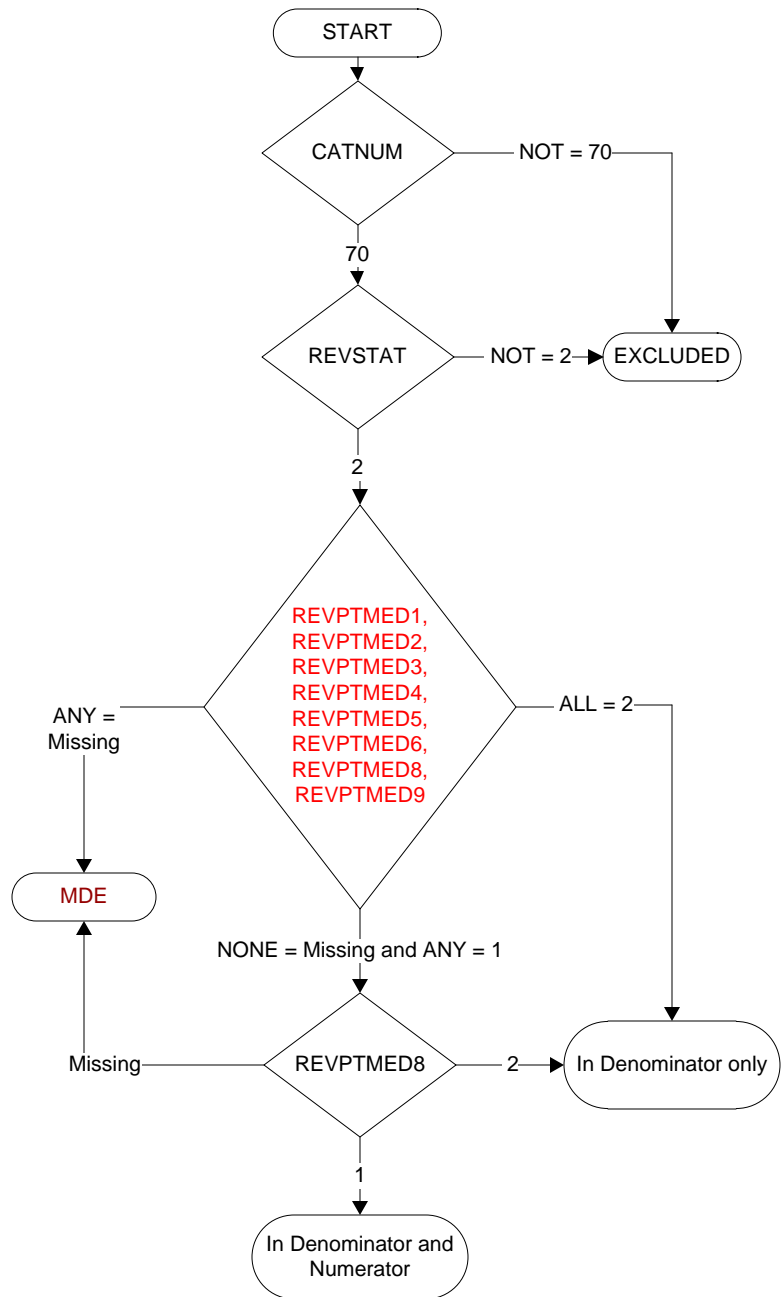 START
CATNUM
NOT = 70
70
REVSTAT
NOT = 2
EXCLUDED
2
REVPTMED1,
REVPTMED2,
REVPTMED3,
REVPTMED4,
REVPTMED5,
REVPTMED6,
REVPTMED8,
REVPTMED9
ANY =
Missing
ALL = 2
MDE
NONE = Missing and ANY = 1
Missing
REVPTMED8
2
In Denominator only
1
In Denominator and
Numerator